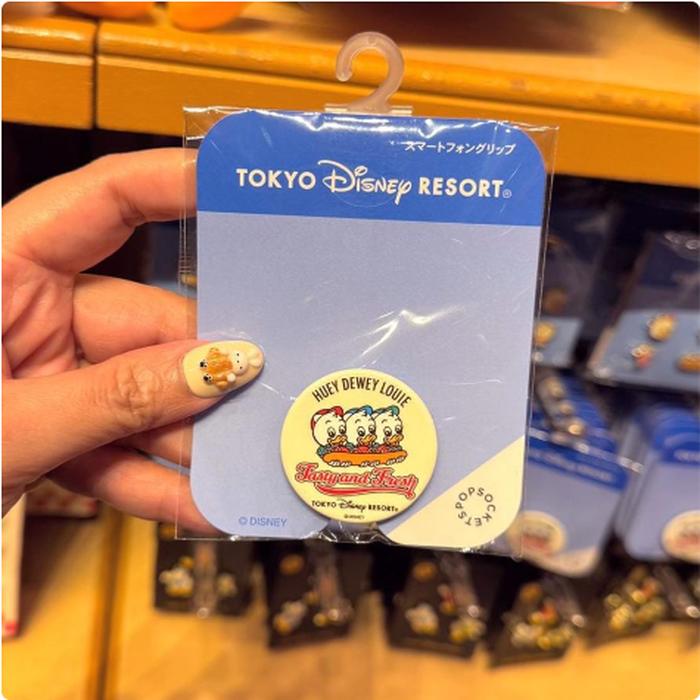 スマートフォングリップ
TOKYO Disney RESORT®
HUEY DEWEY LOUIE
Tasty and Fresh
TOKYO Disney RESORT®
©DISNEY
POPSOCKETS
© DISNEY